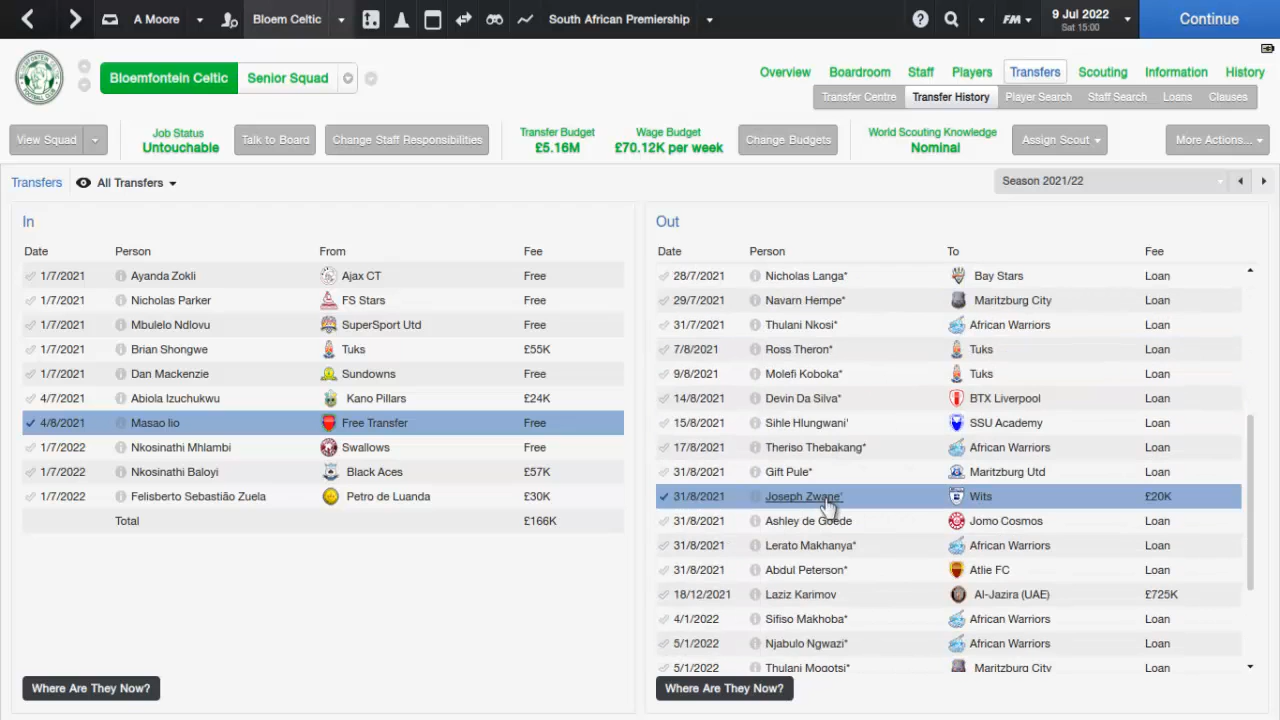 A Moore Bloem Celtic South African Premiership FM 9 Jul 2022 Continue
Sat 15:00
Bloemfontein Celtic Senior Squad Overview Boardroom Staff Players Transfers Scouting Information History
Transfer Centre Transfer History Player Search Staff Search Loans Clauses
View Squad Job Status Untouchable Talk to Board Change Staff Responsibilities Transfer Budget £5.16M Wage Budget £70.12K per week Change Budgets World Scouting Knowledge Nominal Assign Scout More Actions...
Transfers All Transfers Season 2021/22
In
Date Person From Fee
1/7/2021 Ayanda Zokli Ajax CT Free
1/7/2021 Nicholas Parker FS Stars Free
1/7/2021 Mbulelo Ndlovu SuperSport Utd Free
1/7/2021 Brian Shongwe Tuks £55K
1/7/2021 Dan Mackenzie Sundowns Free
4/7/2021 Abiola Izuchukwu Kano Pillars £24K
4/8/2021 Masao Iio Free Transfer Free
1/7/2022 Nkosinathi Mhlambi Swallows Free
1/7/2022 Nkosinathi Baloyi Black Aces £57K
1/7/2022 Felisberto Sebastião Zuela Petro de Luanda £30K
Total £166K
Where Are They Now?
Out
Date Person To Fee
28/7/2021 Nicholas Langa* Bay Stars Loan
29/7/2021 Navarn Hempe* Maritzburg City Loan
31/7/2021 Thulani Nkosi* African Warriors Loan
7/8/2021 Ross Theron* Tuks Loan
9/8/2021 Molefi Koboka* Tuks Loan
14/8/2021 Devin Da Silva* BTX Liverpool Loan
15/8/2021 Sihle Hlungwani' SSU Academy Loan
17/8/2021 Theriso Thebakang* African Warriors Loan
31/8/2021 Gift Pule* Maritzburg Utd Loan
31/8/2021 Joseph Zwane' Wits £20K
31/8/2021 Ashley de Goede Jomo Cosmos Loan
31/8/2021 Lerato Makhanya* African Warriors Loan
31/8/2021 Abdul Peterson* Atlie FC Loan
18/12/2021 Laziz Karimov Al-Jazira (UAE) £725K
4/1/2022 Sifiso Makhoba* African Warriors Loan
5/1/2022 Njabulo Ngwazi* African Warriors Loan
5/1/2022 Thulani Mogotsi* Maritzburg City Loan
Where Are They Now?